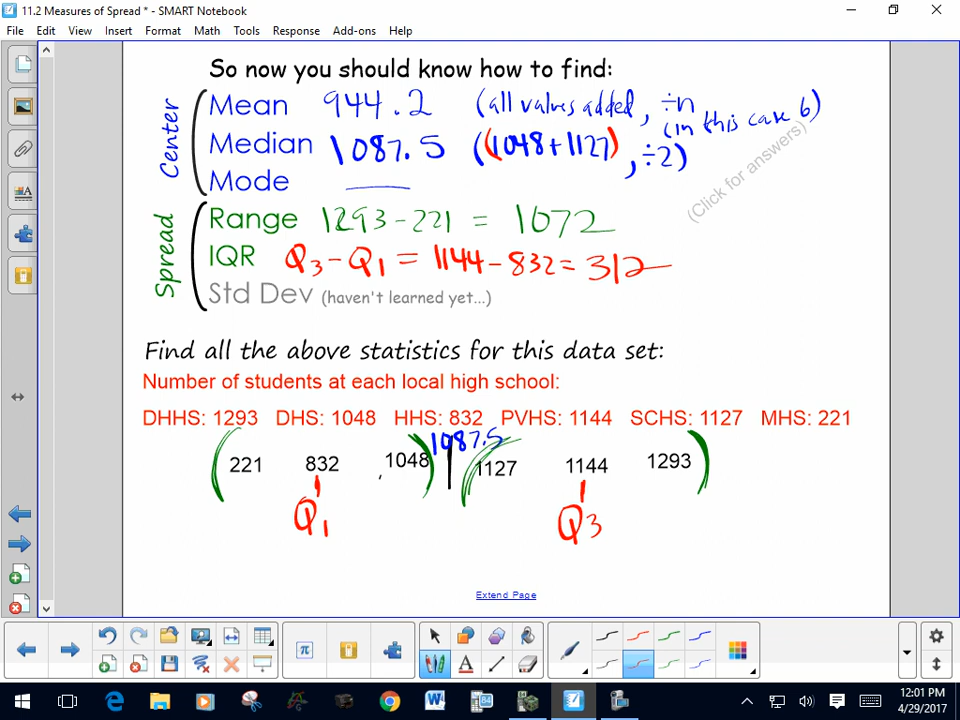 11.2 Measures of Spread * - SMART Notebook
File Edit View Insert Format Math Tools Response Add-ons Help
So now you should know how to find:
Center
Mean 944.2 (all values added, ÷n
(in this case 6)
Median 1087.5 ((1048+1127), ÷2)
Mode —
(Click for answers)
Spread
Range 1293-221 = 1072
IQR Q3-Q1 = 1144-832=312
Std Dev (haven't learned yet...)
Find all the above statistics for this data set:
Number of students at each local high school:
DHHS: 1293 DHS: 1048 HHS: 832 PVHS: 1144 SCHS: 1127 MHS: 221
1087.5
(221 832 1048) | (1127 1144 1293)
Q1 Q3
Extend Page
12:01 PM
4/29/2017